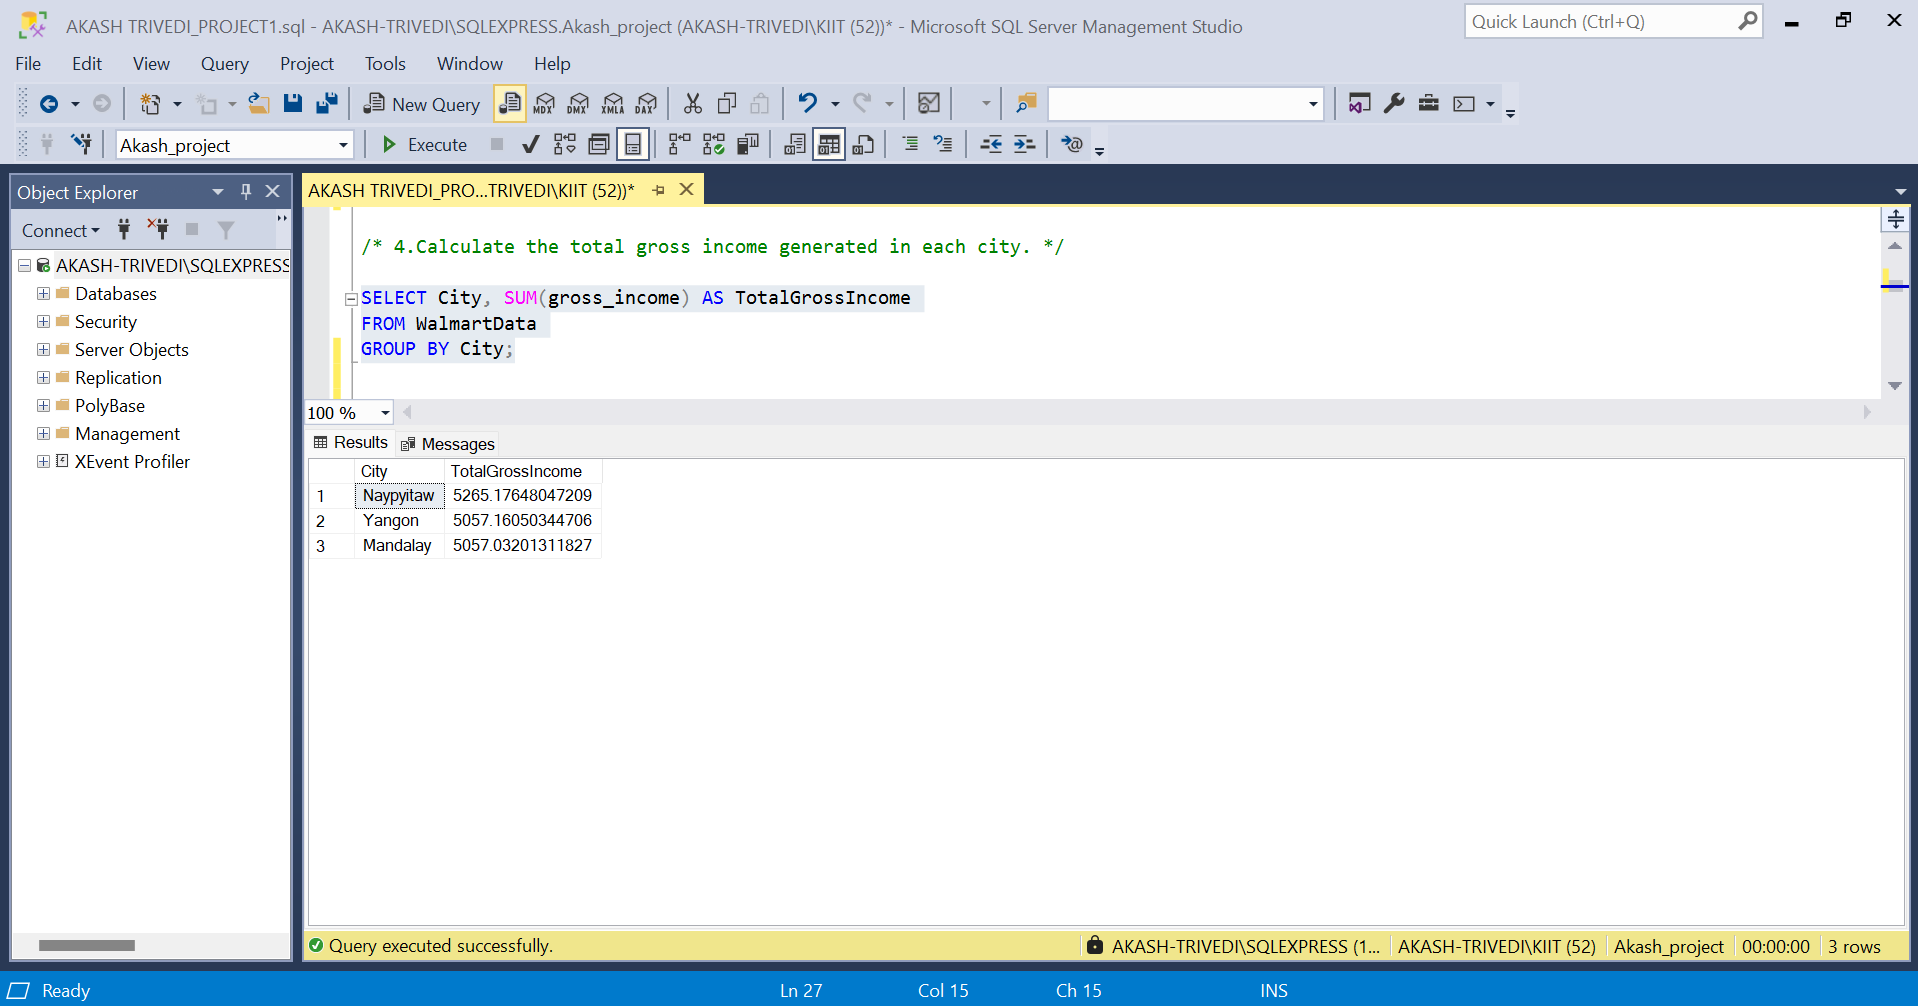 AKASH TRIVEDI_PROJECT1.sql - AKASH-TRIVEDI\SQLEXPRESS.Akash_project (AKASH-TRIVEDI\KIIT (52))* - Microsoft SQL Server Management Studio
Quick Launch (Ctrl+Q)
File Edit View Query Project Tools Window Help
New Query MDX DMX XMLA DAX
Akash_project Execute
Object Explorer
Connect
AKASH-TRIVEDI\SQLEXPRESS
Databases
Security
Server Objects
Replication
PolyBase
Management
XEvent Profiler
AKASH TRIVEDI_PRO...TRIVEDI\KIIT (52))*
/* 4.Calculate the total gross income generated in each city. */
SELECT City, SUM(gross_income) AS TotalGrossIncome
FROM WalmartData
GROUP BY City;
100 %
Results Messages
City TotalGrossIncome
1 Naypyitaw 5265.17648047209
2 Yangon 5057.16050344706
3 Mandalay 5057.03201311827
Query executed successfully. AKASH-TRIVEDI\SQLEXPRESS (1... AKASH-TRIVEDI\KIIT (52) Akash_project 00:00:00 3 rows
Ready Ln 27 Col 15 Ch 15 INS